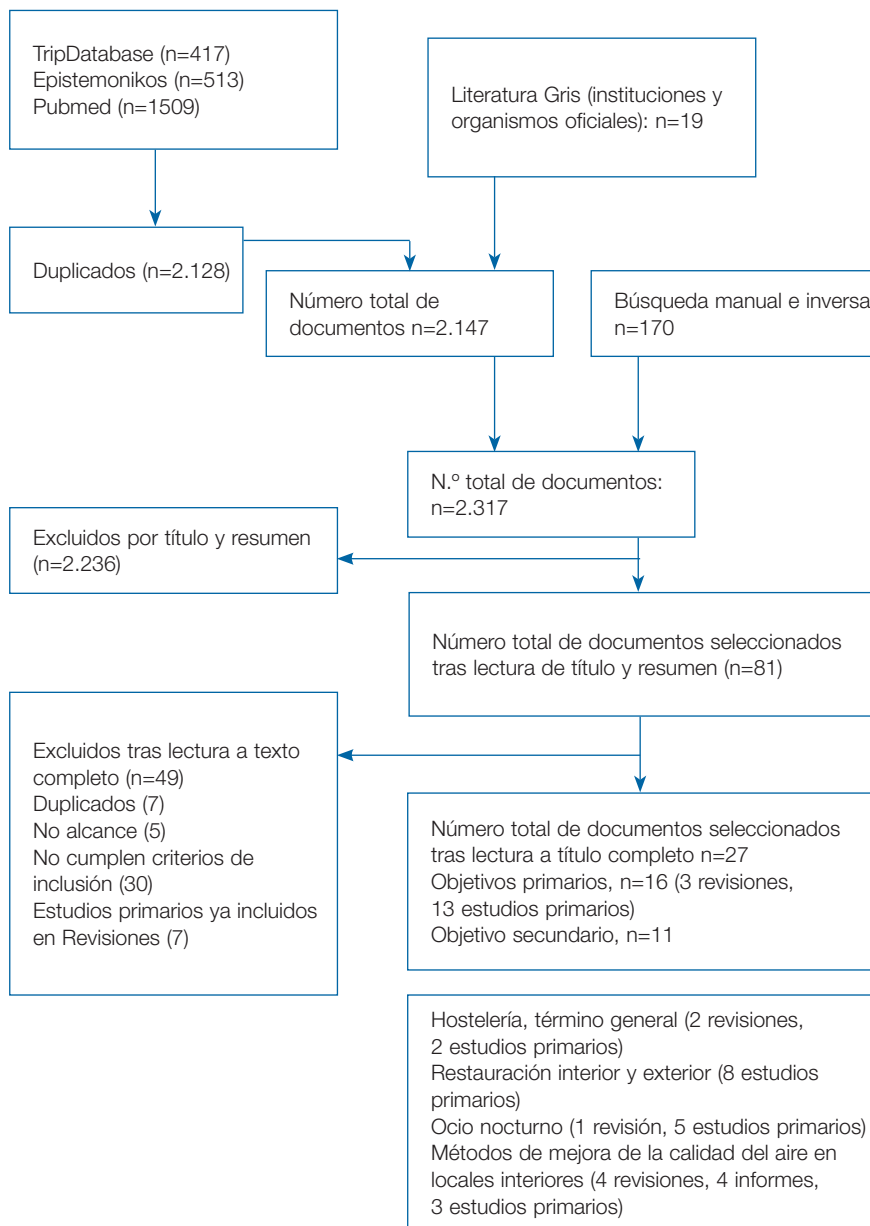 TripDatabase (n=417)
Epistemonikos (n=513)
Pubmed (n=1509)
Literatura Gris (instituciones y
organismos oficiales): n=19
Duplicados (n=2.128)
Número total de
documentos n=2.147
Búsqueda manual e inversa
n=170
N.º total de documentos:
n=2.317
Excluidos por título y resumen
(n=2.236)
Número total de documentos seleccionados
tras lectura de título y resumen (n=81)
Excluidos tras lectura a texto
completo (n=49)
Duplicados (7)
No alcance (5)
No cumplen criterios de
inclusión (30)
Estudios primarios ya incluidos
en Revisiones (7)
Número total de documentos seleccionados
tras lectura a título completo n=27
Objetivos primarios, n=16 (3 revisiones,
13 estudios primarios)
Objetivo secundario, n=11
Hostelería, término general (2 revisiones,
2 estudios primarios)
Restauración interior y exterior (8 estudios
primarios)
Ocio nocturno (1 revisión, 5 estudios primarios)
Métodos de mejora de la calidad del aire en
locales interiores (4 revisiones, 4 informes,
3 estudios primarios)